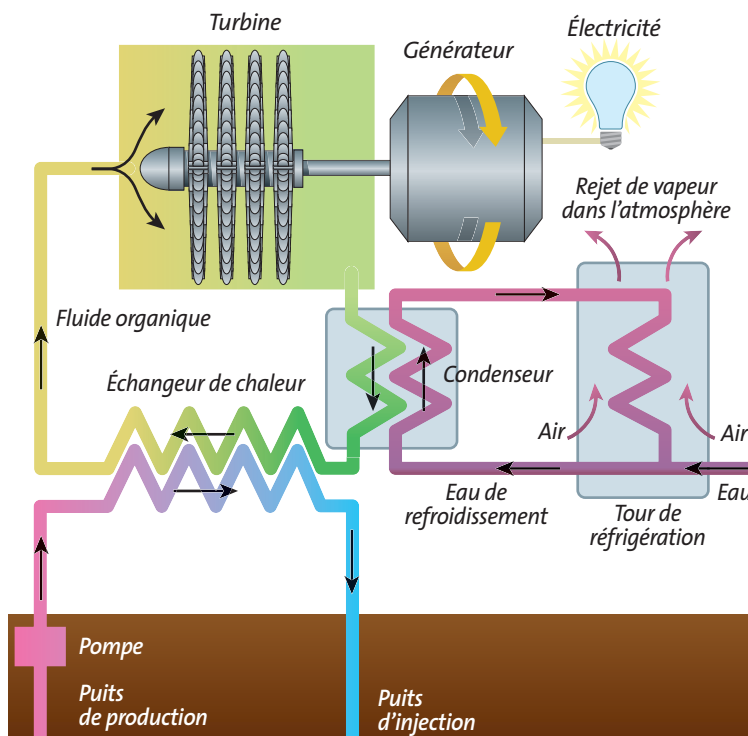 Turbine
Générateur
Électricité
Rejet de vapeur
dans l'atmosphère
Fluide organique
Échangeur de chaleur
Condenseur
Air
Air
Eau de
refroidissement
Eau
Tour de
réfrigération
Pompe
Puits
de production
Puits
d'injection